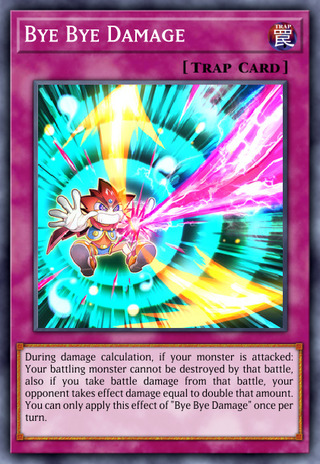 Bye Bye Damage
TRAP
罠
[TRAP CARD]
During damage calculation, if your monster is attacked:
Your battling monster cannot be destroyed by that battle,
also if you take battle damage from that battle, your
opponent takes effect damage equal to double that amount.
You can only apply this effect of "Bye Bye Damage" once per
turn.